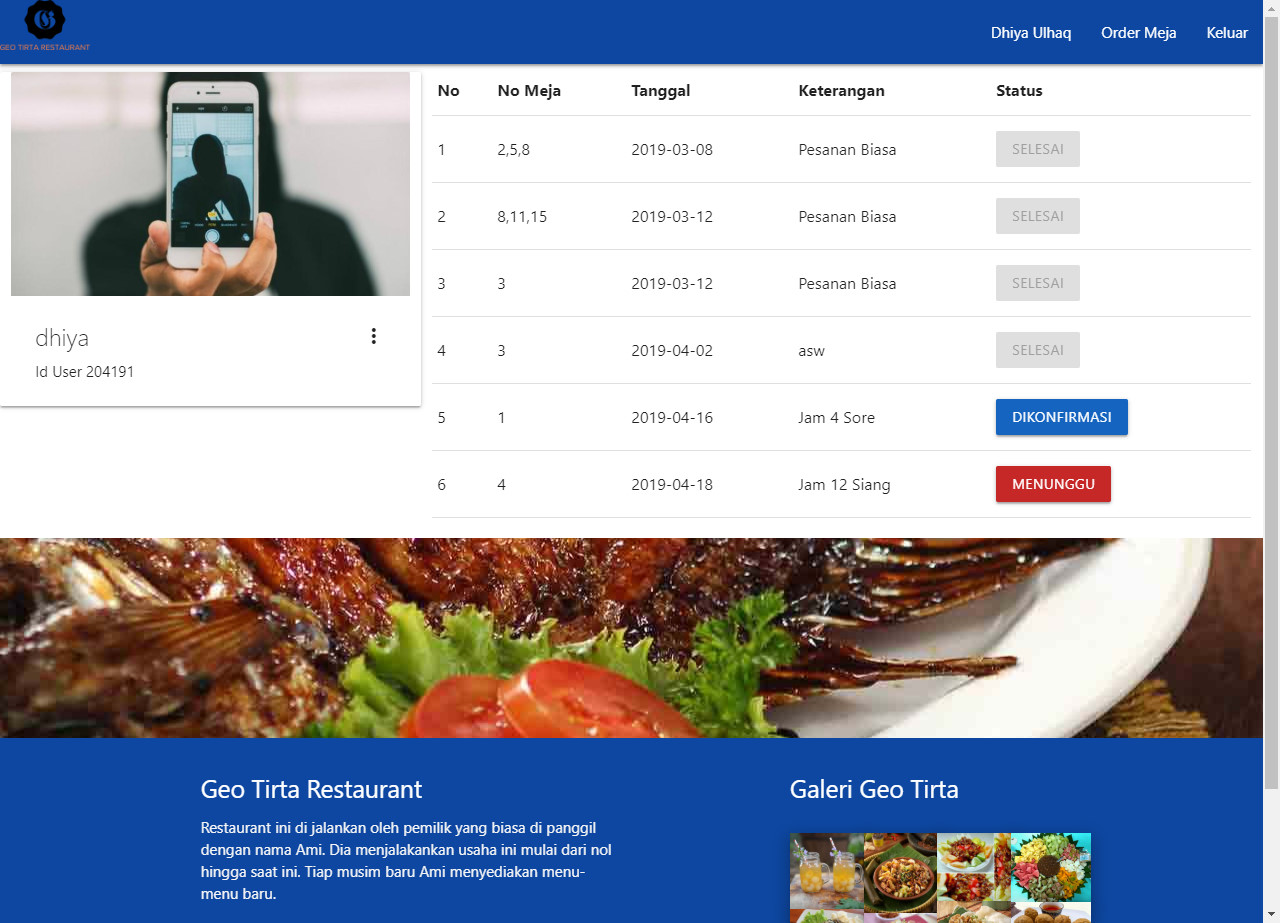 GEO TIRTA RESTAURANT
Dhiya Ulhaq Order Meja Keluar
No No Meja Tanggal Keterangan Status
1 2,5,8 2019-03-08 Pesanan Biasa SELESAI
2 8,11,15 2019-03-12 Pesanan Biasa SELESAI
3 3 2019-03-12 Pesanan Biasa SELESAI
4 3 2019-04-02 asw SELESAI
5 1 2019-04-16 Jam 4 Sore DIKONFIRMASI
6 4 2019-04-18 Jam 12 Siang MENUNGGU
dhiya
Id User 204191
Geo Tirta Restaurant
Restaurant ini di jalankan oleh pemilik yang biasa di panggil
dengan nama Ami. Dia menjalakankan usaha ini mulai dari nol
hingga saat ini. Tiap musim baru Ami menyediakan menu-
menu baru.
Galeri Geo Tirta